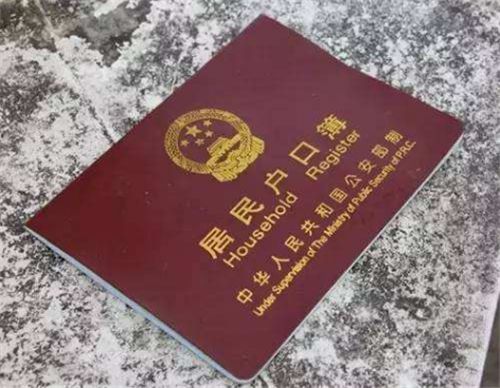 居民户口簿
Household Register
中华人民共和国公安部制
Under Supervision of The Ministry of Public Security of P.R.C.